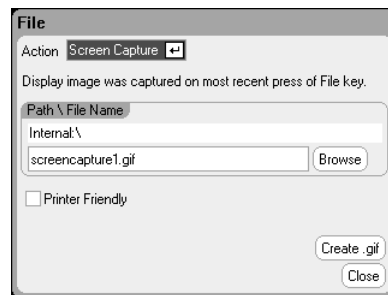 File
Action Screen Capture
Display image was captured on most recent press of File key.
Path \ File Name
Internal:\
screencapture1.gif Browse
Printer Friendly
Create .gif
Close